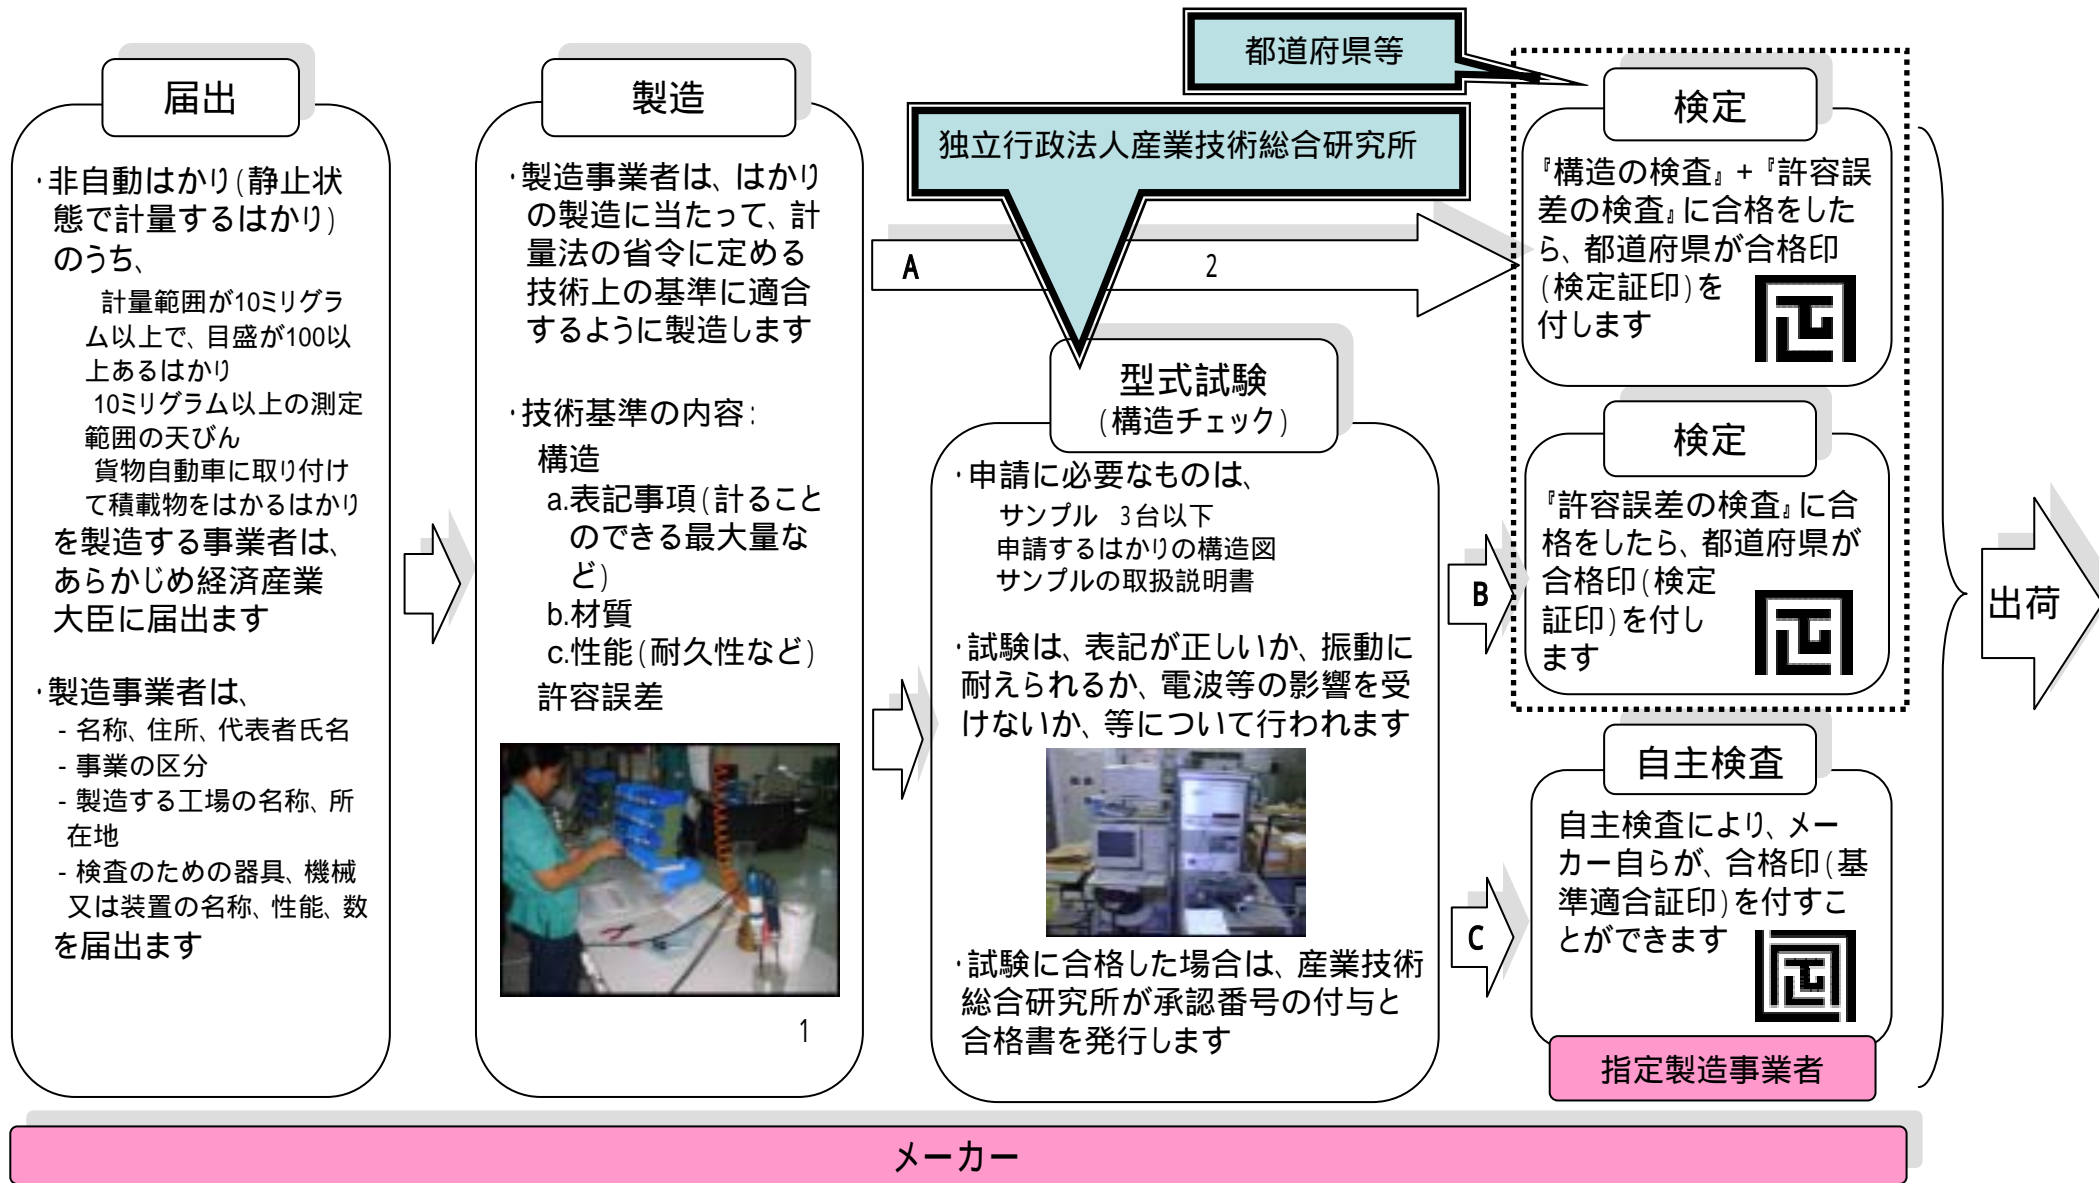 届出
・非自動はかり(静止状
態で計量するはかり)
のうち、
計量範囲が10ミリグラ
ム以上で、目盛が100以
上あるはかり
10ミリグラム以上の測定
範囲の天びん
貨物自動車に取り付け
て積載物をはかるはかり
を製造する事業者は、
あらかじめ経済産業
大臣に届出ます
・製造事業者は、
- 名称、住所、代表者氏名
- 事業の区分
- 製造する工場の名称、所
在地
- 検査のための器具、機械
又は装置の名称、性能、数
を届出ます
製造
・製造事業者は、はかり
の製造に当たって、計
量法の省令に定める
技術上の基準に適合
するように製造します
・技術基準の内容:
構造
a.表記事項(計ること
のできる最大量な
ど)
b.材質
c.性能(耐久性など)
許容誤差
1
都道府県等
独立行政法人産業技術総合研究所
A
2
型式試験
(構造チェック)
・申請に必要なものは、
サンプル 3台以下
申請するはかりの構造図
サンプルの取扱説明書
・試験は、表記が正しいか、振動に
耐えられるか、電波等の影響を受
けないか、等について行われます
・試験に合格した場合は、産業技術
総合研究所が承認番号の付与と
合格書を発行します
検定
『構造の検査』+『許容誤
差の検査』に合格をした
ら、都道府県が合格印
(検定証印)を
付します
B
検定
『許容誤差の検査』に合
格をしたら、都道府県が
合格印(検定
証印)を付し
ます
C
自主検査
自主検査により、メー
カー自らが、合格印(基
準適合証印)を付すこ
とができます
指定製造事業者
出荷
メーカー